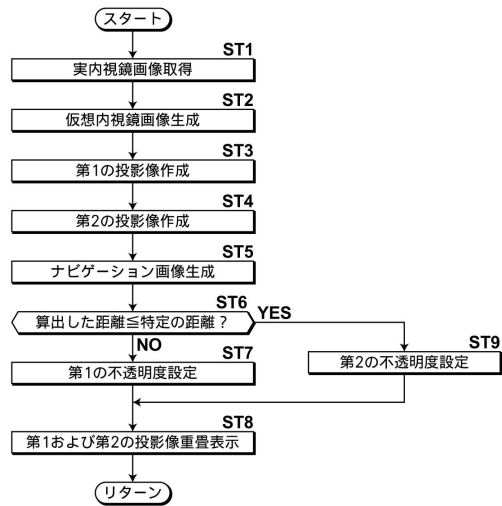 スタート
ST1
実内視鏡画像取得
ST2
仮想内視鏡画像生成
ST3
第1の投影像作成
ST4
第2の投影像作成
ST5
ナビゲーション画像生成
ST6
算出した距離≦特定の距離？
YES
NO
ST7
第1の不透明度設定
ST9
第2の不透明度設定
ST8
第1および第2の投影像重畳表示
リターン